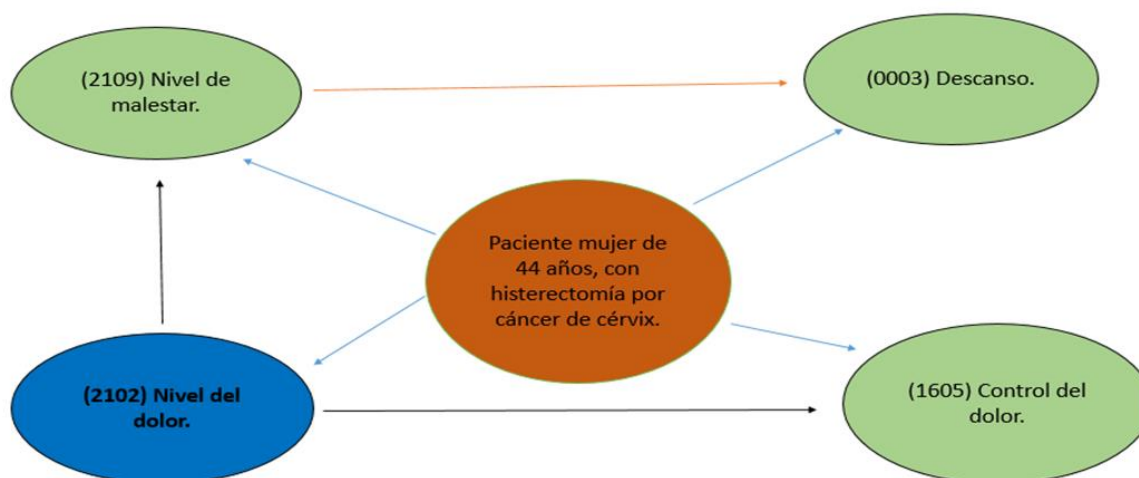 (2109) Nivel de
malestar.
(0003) Descanso.
Paciente mujer de
44 años, con
histerectomía por
cáncer de cérvix.
(2102) Nivel del
dolor.
(1605) Control del
dolor.